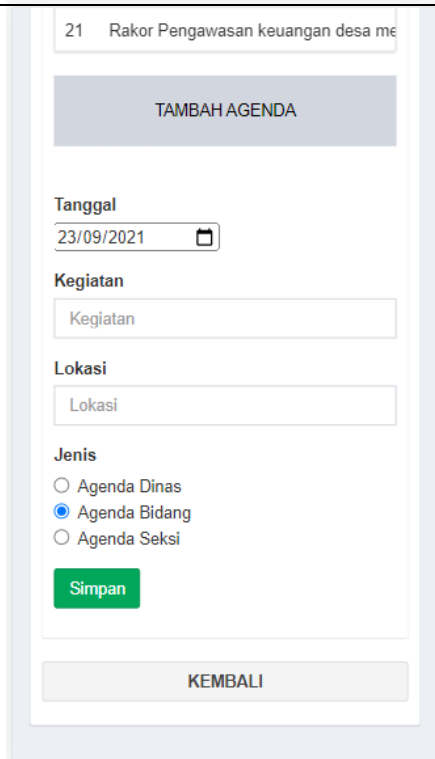 21 Rakor Pengawasan keuangan desa me
TAMBAH AGENDA
Tanggal
23/09/2021
Kegiatan
Kegiatan
Lokasi
Lokasi
Jenis
Agenda Dinas
Agenda Bidang
Agenda Seksi
Simpan
KEMBALI